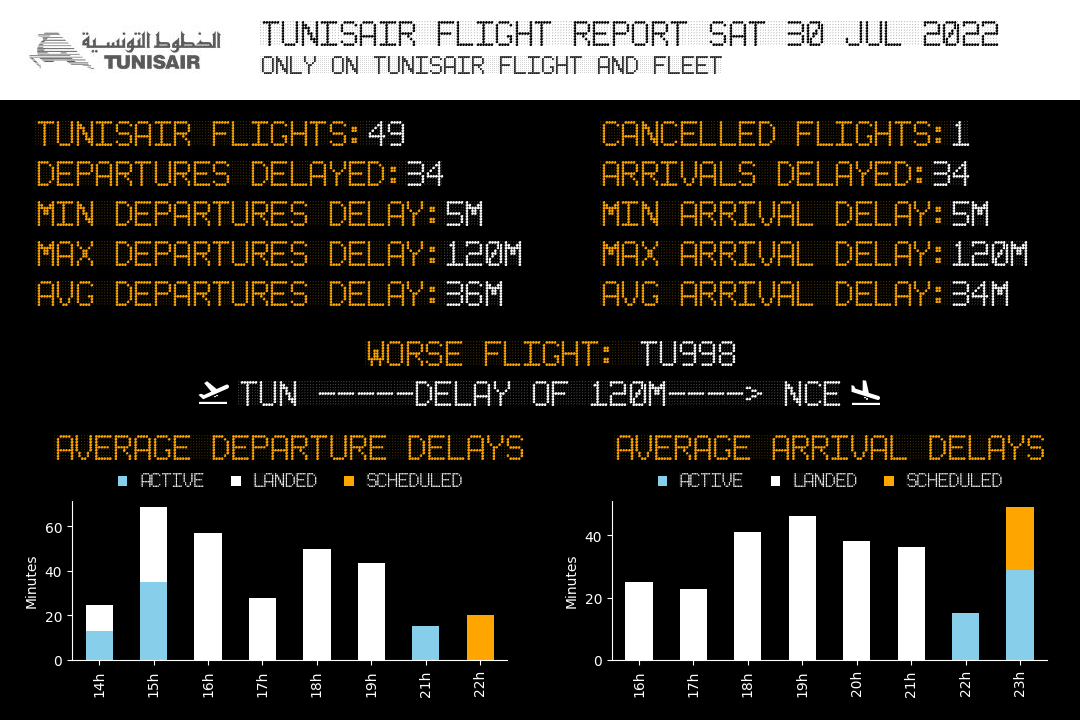 الخطوط التونسية
TUNISAIR
TUNISAIR FLIGHT REPORT SAT 30 JUL 2022
ONLY ON TUNISAIR FLIGHT AND FLEET
TUNISAIR FLIGHTS: 49
CANCELLED FLIGHTS: 1
DEPARTURES DELAYED: 34
ARRIVALS DELAYED: 34
MIN DEPARTURES DELAY: 5M
MIN ARRIVAL DELAY: 5M
MAX DEPARTURES DELAY: 120M
MAX ARRIVAL DELAY: 120M
AVG DEPARTURES DELAY: 36M
AVG ARRIVAL DELAY: 34M
WORSE FLIGHT: TU998
TUN -----DELAY OF 120M----> NCE
AVERAGE DEPARTURE DELAYS
ACTIVE LANDED SCHEDULED
Minutes
60
40
20
0
14h 15h 16h 17h 18h 19h 21h 22h
AVERAGE ARRIVAL DELAYS
ACTIVE LANDED SCHEDULED
Minutes
40
20
0
16h 17h 18h 19h 20h 21h 22h 23h